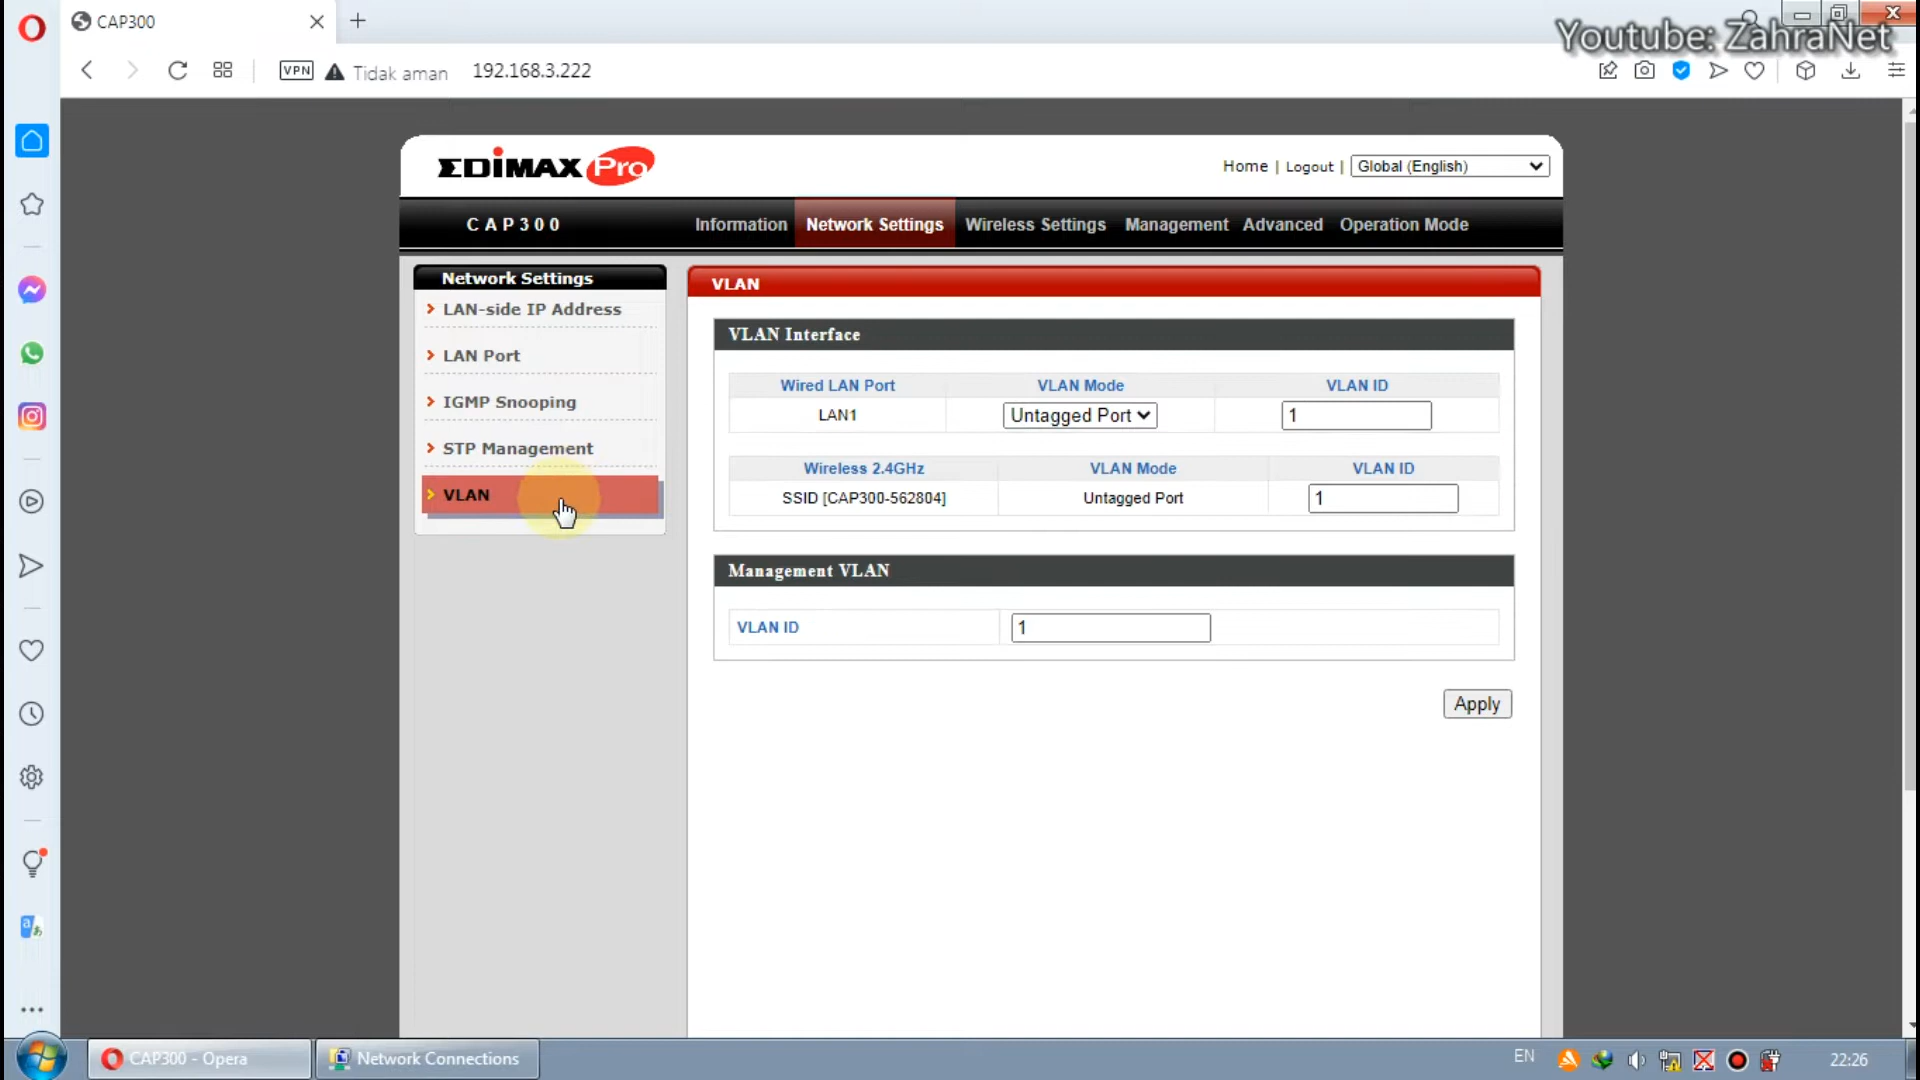 CAP300
Youtube: ZahraNet
VPN
Tidak aman
192.168.3.222
EDIMAX Pro
Home | Logout | Global (English)
CAP300
Information
Network Settings
Wireless Settings
Management
Advanced
Operation Mode
Network Settings
LAN-side IP Address
LAN Port
IGMP Snooping
STP Management
VLAN
VLAN
VLAN Interface
Wired LAN Port
VLAN Mode
VLAN ID
LAN1
Untagged Port
1
Wireless 2.4GHz
VLAN Mode
VLAN ID
SSID [CAP300-562804]
Untagged Port
1
Management VLAN
VLAN ID
1
Apply
CAP300 - Opera
Network Connections
EN
22:26